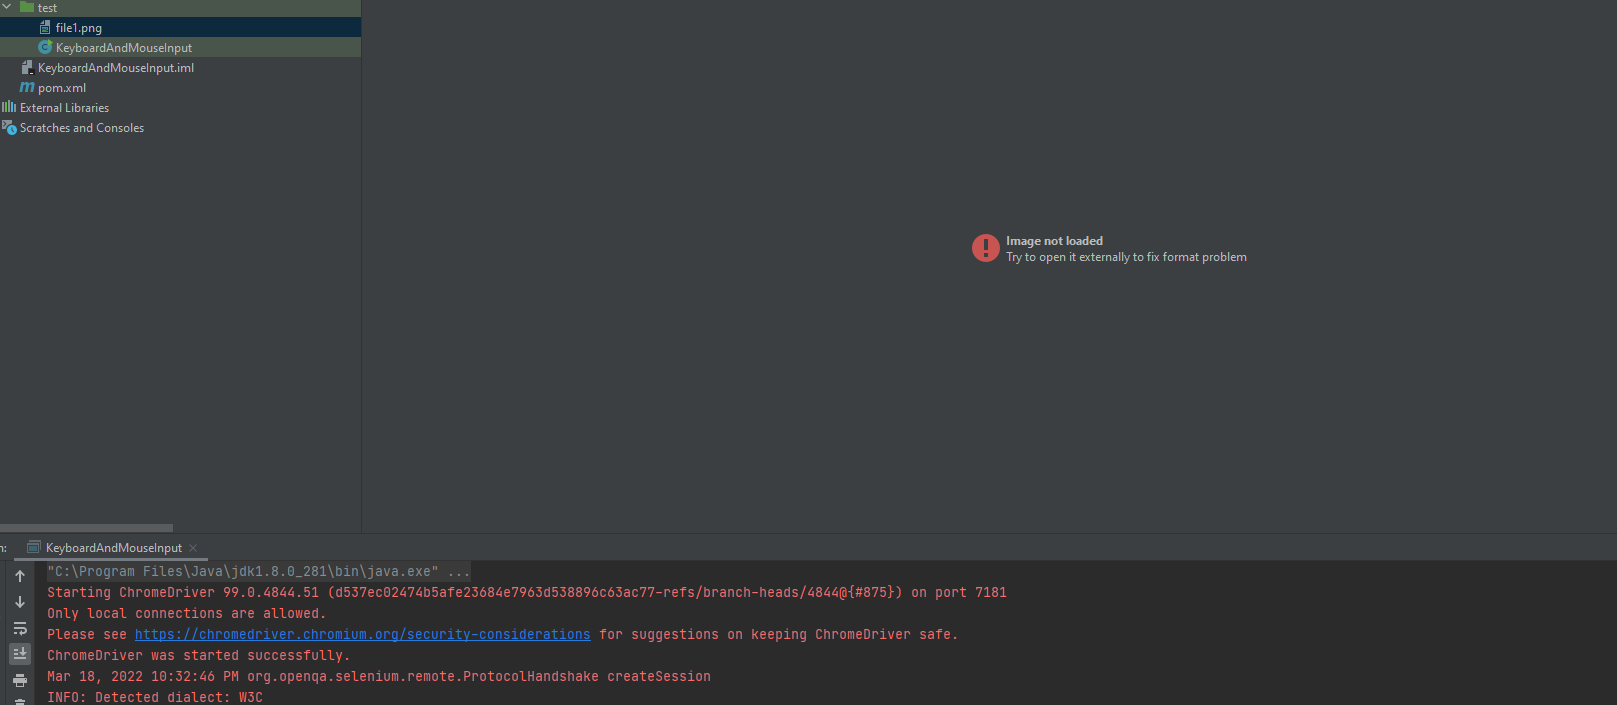 test
file1.png
KeyboardAndMouseInput
KeyboardAndMouseInput.iml
pom.xml
External Libraries
Scratches and Consoles
Image not loaded
Try to open it externally to fix format problem
KeyboardAndMouseInput
"C:\Program Files\Java\jdk1.8.0_281\bin\java.exe" ...
Starting ChromeDriver 99.0.4844.51 (d537ec02474b5afe23684e7963d538896c63ac77-refs/branch-heads/4844@{#875}) on port 7181
Only local connections are allowed.
Please see https://chromedriver.chromium.org/security-considerations for suggestions on keeping ChromeDriver safe.
ChromeDriver was started successfully.
Mar 18, 2022 10:32:46 PM org.openqa.selenium.remote.ProtocolHandshake createSession
INFO: Detected dialect: W3C